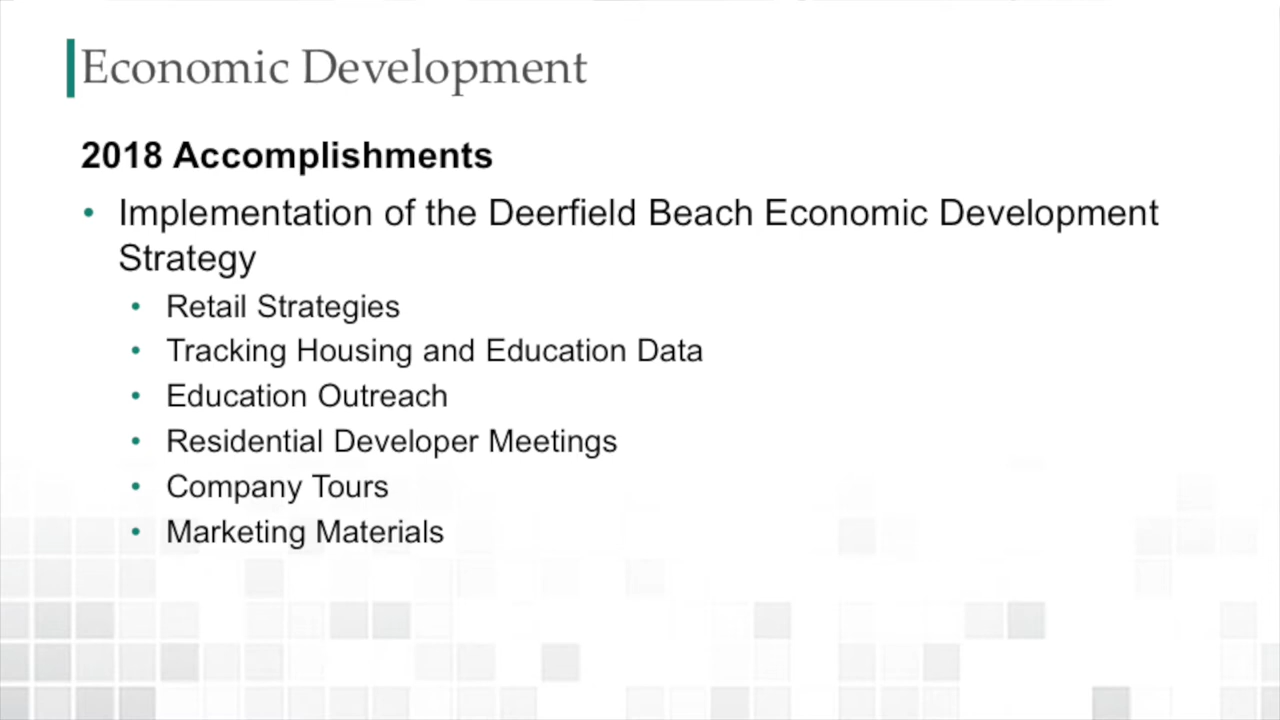 Economic Development
2018 Accomplishments
• Implementation of the Deerfield Beach Economic Development
Strategy
• Retail Strategies
• Tracking Housing and Education Data
• Education Outreach
• Residential Developer Meetings
• Company Tours
• Marketing Materials